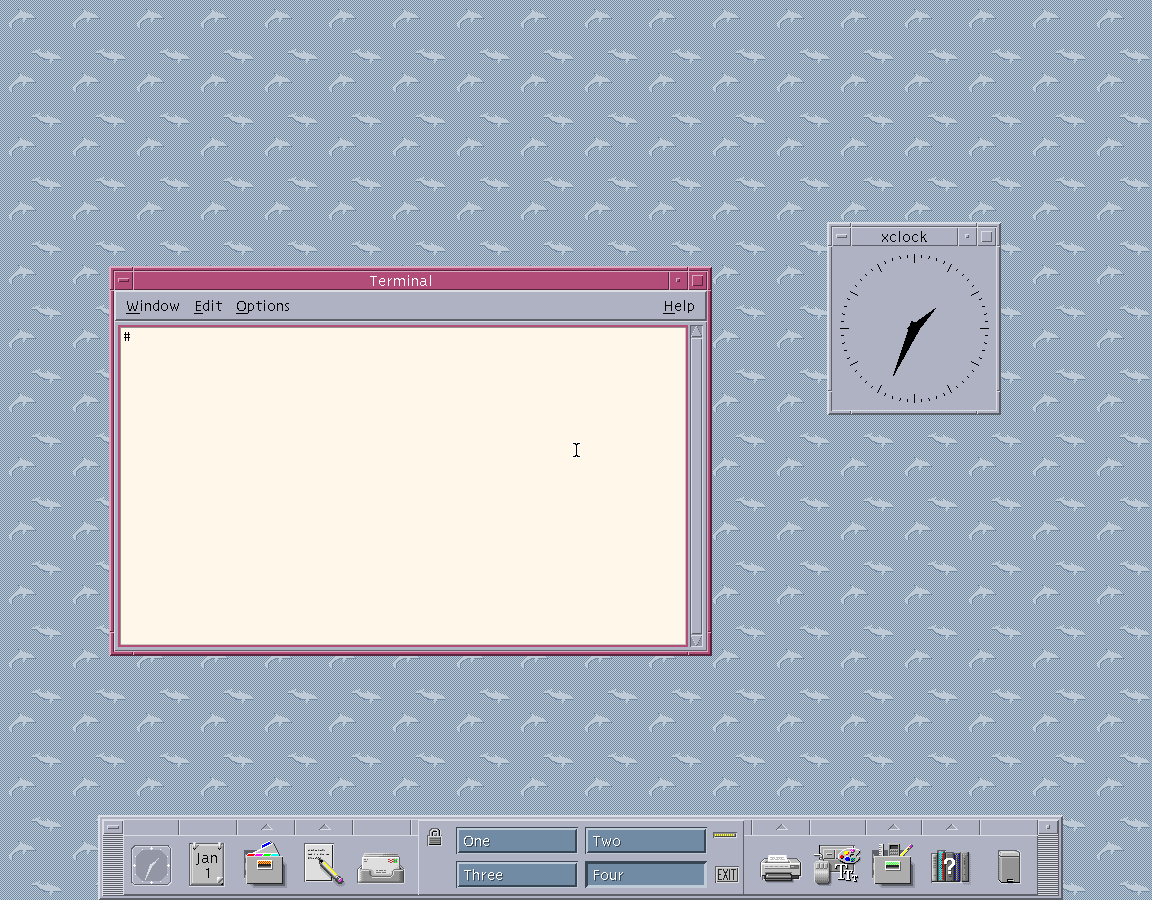 xclock
Terminal
Window Edit Options Help
#
One Two
Jan
1
Three Four
EXIT